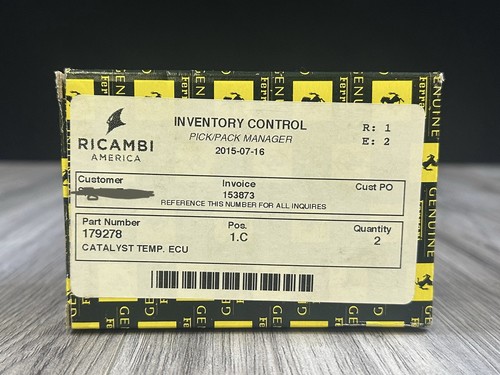 RICAMBI
AMERICA
INVENTORY CONTROL
PICK/PACK MANAGER
2015-07-16
R: 1
E: 2
Customer
Invoice
153873
Cust PO
REFERENCE THIS NUMBER FOR ALL INQUIRES
Part Number
179278
Pos.
1.C
Quantity
2
CATALYST TEMP. ECU
GENUINE
GENUINE